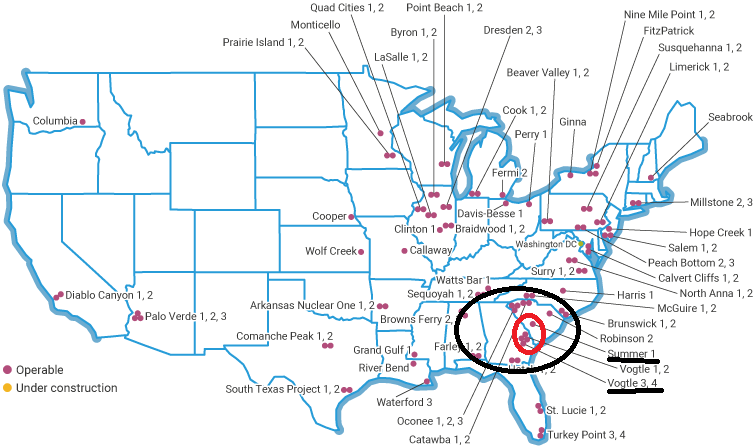 Quad Cities 1, 2
Point Beach 1, 2
Monticello
Byron 1, 2
Dresden 2, 3
Nine Mile Point 1, 2
FitzPatrick
Prairie Island 1, 2
LaSalle 1, 2
Susquehanna 1, 2
Beaver Valley 1, 2
Limerick 1, 2
Cook 1, 2
Ginna
Seabrook
Columbia
Perry 1
Fermi 2
Millstone 2, 3
Cooper
Davis-Besse 1
Clinton 1
Braidwood 1, 2
Hope Creek 1
Washington DC
Salem 1, 2
Wolf Creek
Callaway
Peach Bottom 2, 3
Surry 1, 2
Calvert Cliffs 1, 2
Watts Bar 1
North Anna 1, 2
Diablo Canyon 1, 2
Sequoyah 1, 2
Harris 1
Arkansas Nuclear One 1, 2
McGuire 1, 2
Palo Verde 1, 2, 3
Browns Ferry 2,
Brunswick 1, 2
Comanche Peak 1, 2
Robinson 2
Farley 1, 2
Grand Gulf 1
Summer 1
River Bend
Vogtle 1, 2
Operable
Under construction
Vogtle 3, 4
South Texas Project 1, 2
Waterford 3
St. Lucie 1, 2
Oconee 1, 2, 3
Turkey Point 3, 4
Catawba 1, 2